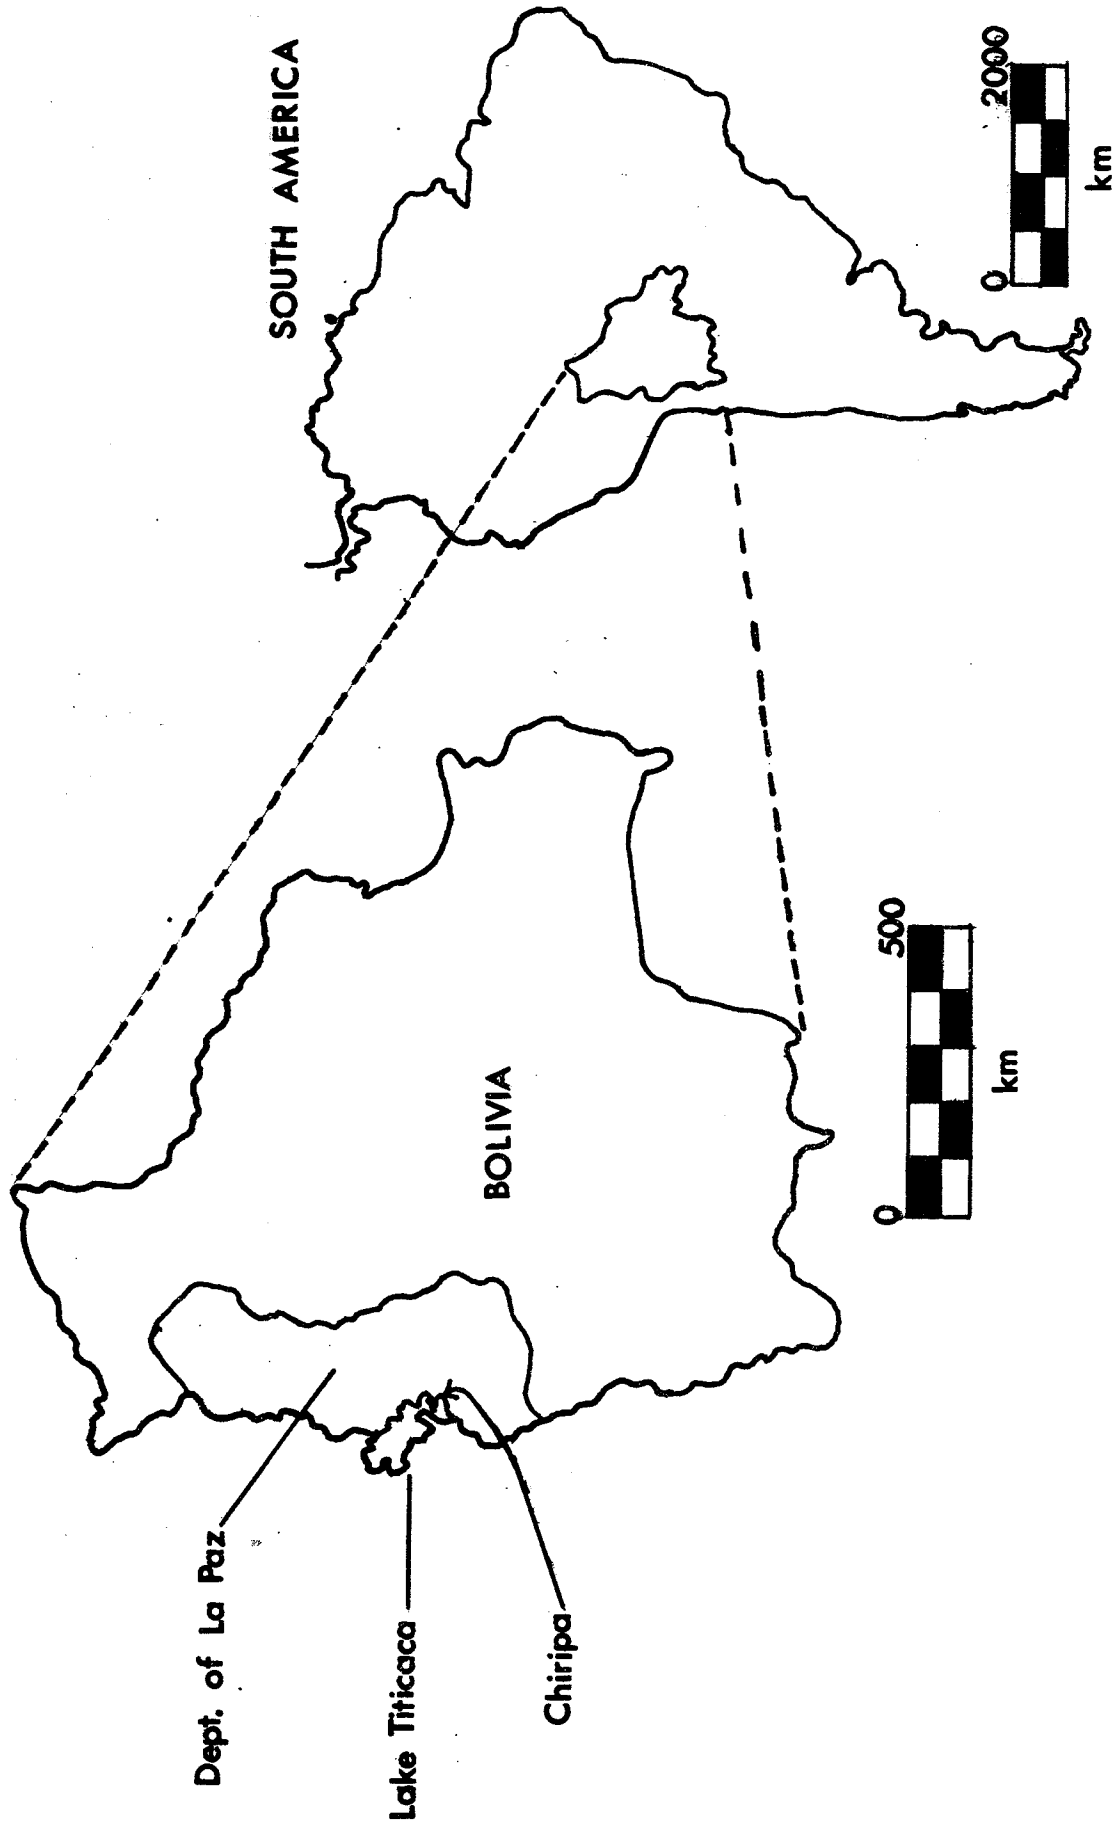 SOUTH AMERICA
Dept. of La Paz
Lake Titicaca
Chiripa
BOLIVIA
0 500
km
0 2000
km